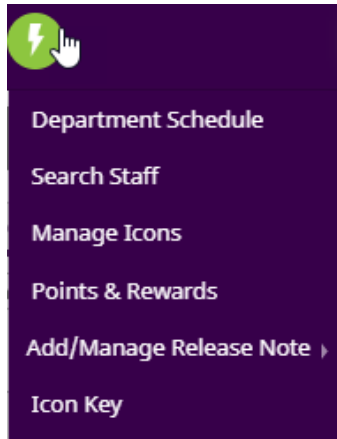 Department Schedule
Search Staff
Manage Icons
Points & Rewards
Add/Manage Release Note
Icon Key